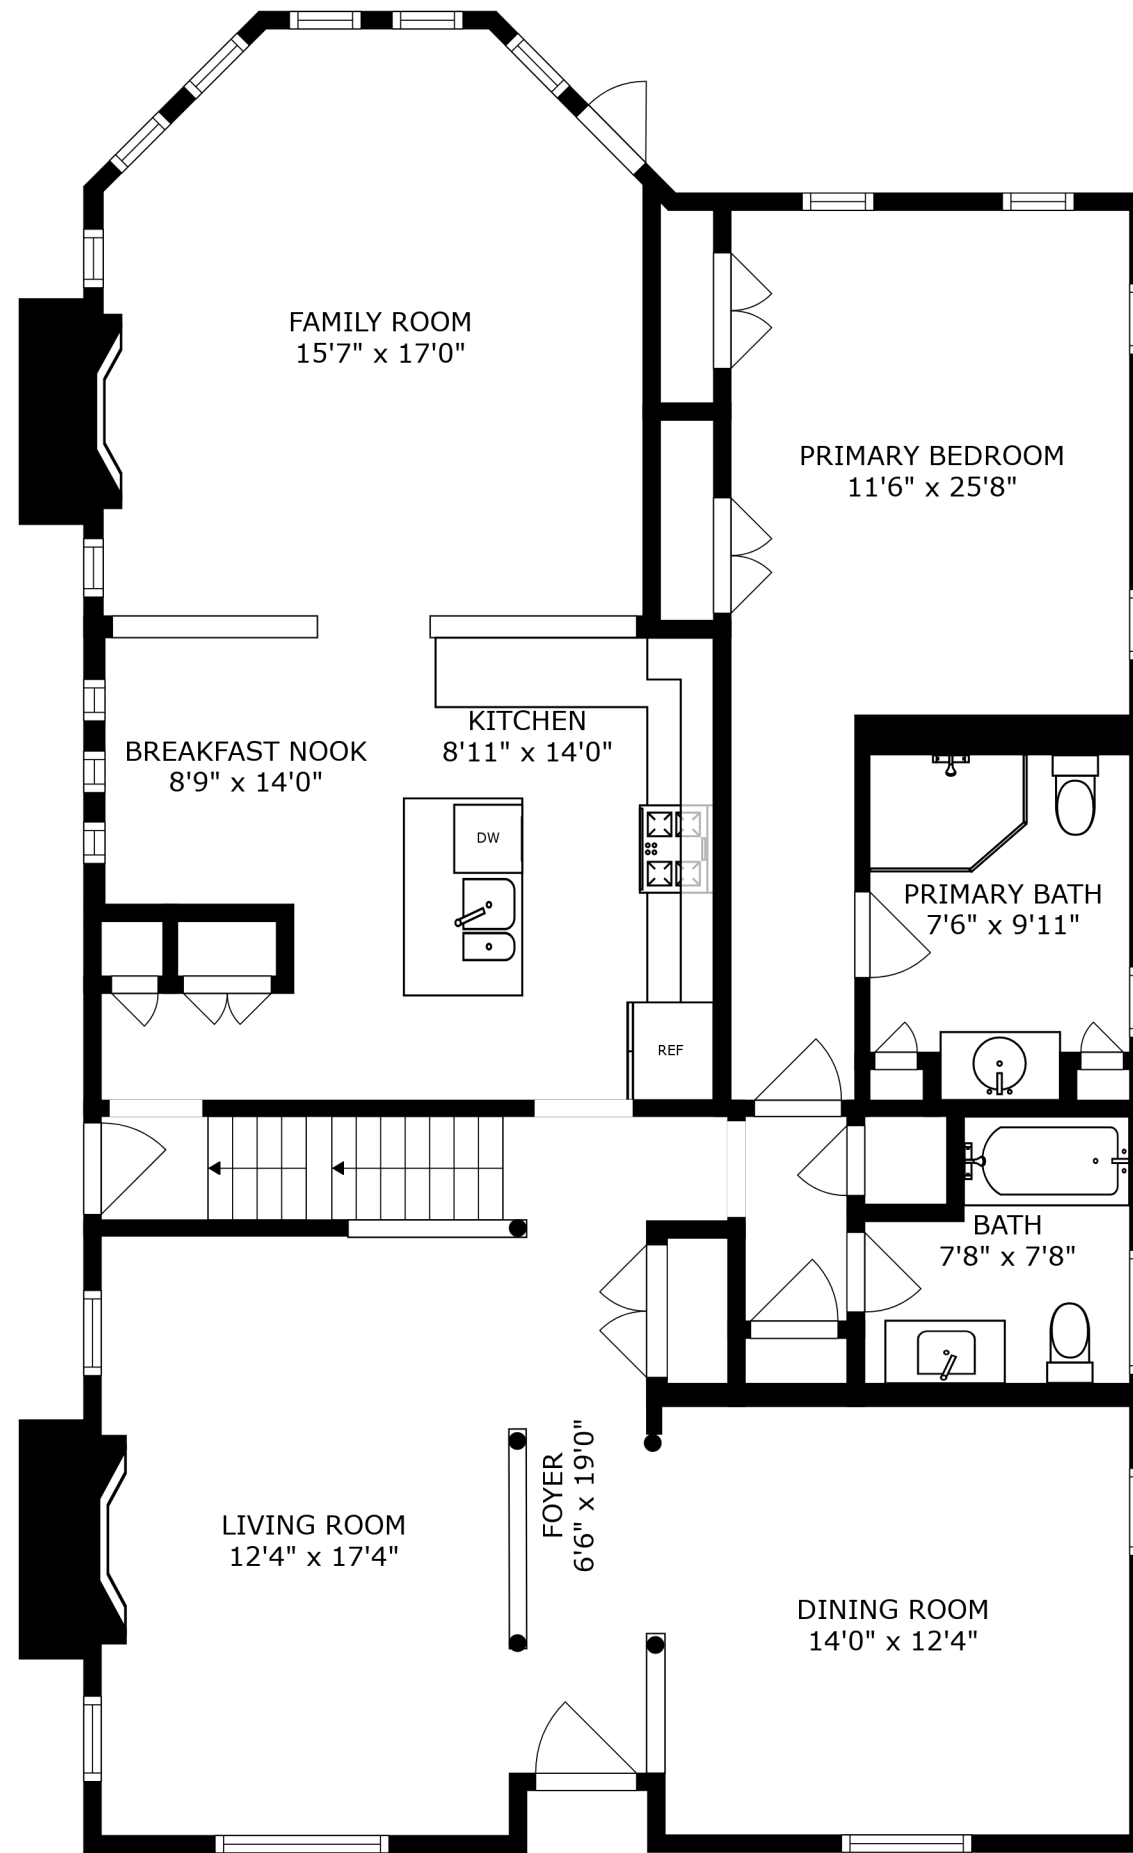 FAMILY ROOM
15'7" x 17'0"
PRIMARY BEDROOM
11'6" x 25'8"
KITCHEN
8'11" x 14'0"
BREAKFAST NOOK
8'9" x 14'0"
DW
PRIMARY BATH
7'6" x 9'11"
REF
BATH
7'8" x 7'8"
FOYER
6'6" x 19'0"
LIVING ROOM
12'4" x 17'4"
DINING ROOM
14'0" x 12'4"